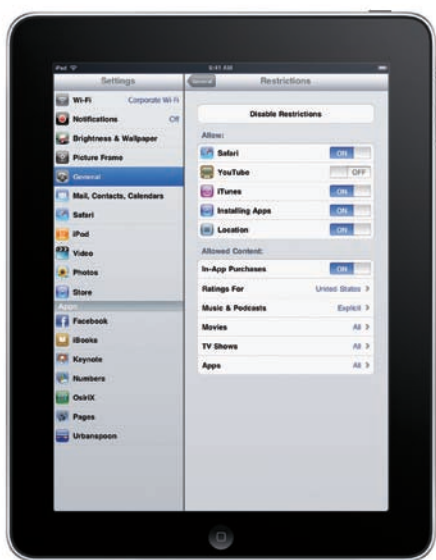 iPad
9:41 AM
Settings
General
Restrictions
Wi-Fi Corporate Wi-Fi
Notifications Off
Brightness & Wallpaper
Picture Frame
General
Mail, Contacts, Calendars
Safari
iPod
Video
Photos
Store
Apps
Facebook
iBooks
Keynote
Numbers
OsiriX
Pages
Urbanspoon
Disable Restrictions
Allow:
Safari ON
YouTube OFF
iTunes ON
Installing Apps ON
Location ON
Allowed Content:
In-App Purchases ON
Ratings For United States >
Music & Podcasts Explicit >
Movies All >
TV Shows All >
Apps All >